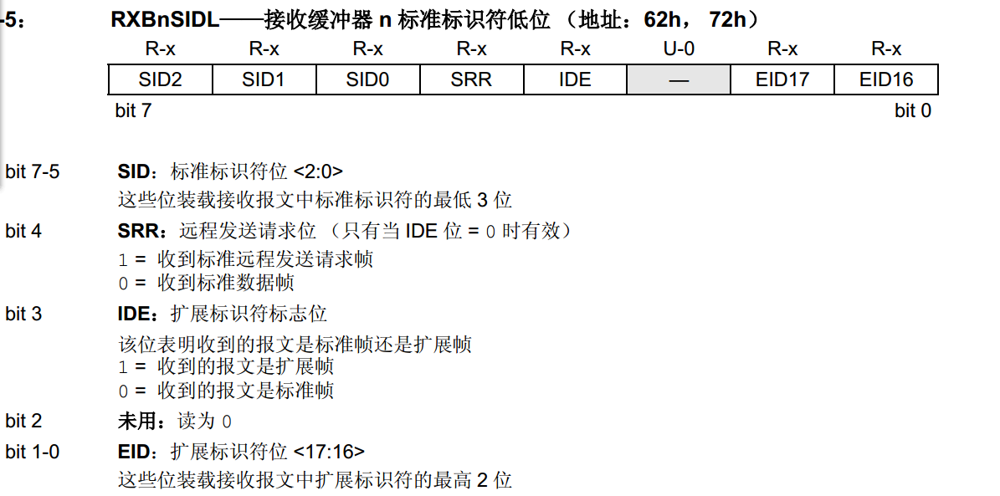 -5： RXBnSIDL——接收缓冲器 n 标准标识符低位 （地址：62h， 72h）
R-x R-x R-x R-x R-x U-0 R-x R-x
SID2 SID1 SID0 SRR IDE — EID17 EID16
bit 7 bit 0
bit 7-5 SID：标准标识符位 <2:0>
这些位装载接收报文中标准标识符的最低 3 位
bit 4 SRR：远程发送请求位 （只有当 IDE 位 = 0 时有效）
1 = 收到标准远程发送请求帧
0 = 收到标准数据帧
bit 3 IDE：扩展标识符标志位
该位表明收到的报文是标准帧还是扩展帧
1 = 收到的报文是扩展帧
0 = 收到的报文是标准帧
bit 2 未用：读为 0
bit 1-0 EID：扩展标识符位 <17:16>
这些位装载接收报文中扩展标识符的最高 2 位